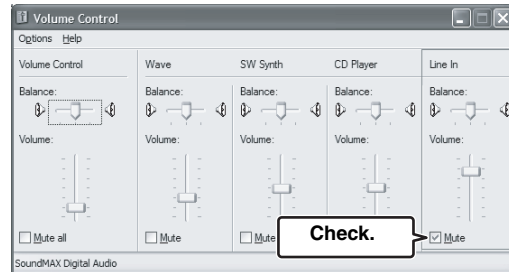 Volume Control
Options Help
Volume Control Wave SW Synth CD Player Line In
Balance: Balance: Balance: Balance: Balance:
Volume: Volume: Volume: Volume: Volume:
Mute all Mute Mute Check. Mute
SoundMAX Digital Audio